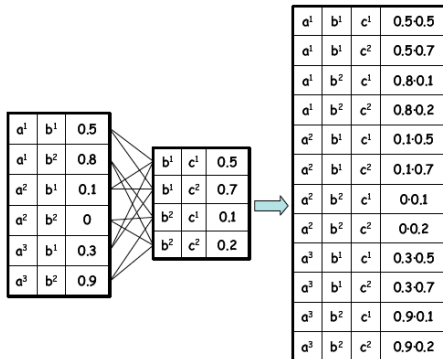 a¹ b¹ 0.5
a¹ b² 0.8
a² b¹ 0.1
a² b² 0
a³ b¹ 0.3
a³ b² 0.9
b¹ c¹ 0.5
b¹ c² 0.7
b² c¹ 0.1
b² c² 0.2
a¹ b¹ c¹ 0.5·0.5
a¹ b¹ c² 0.5·0.7
a¹ b² c¹ 0.8·0.1
a¹ b² c² 0.8·0.2
a² b¹ c¹ 0.1·0.5
a² b¹ c² 0.1·0.7
a² b² c¹ 0·0.1
a² b² c² 0·0.2
a³ b¹ c¹ 0.3·0.5
a³ b¹ c² 0.3·0.7
a³ b² c¹ 0.9·0.1
a³ b² c² 0.9·0.2